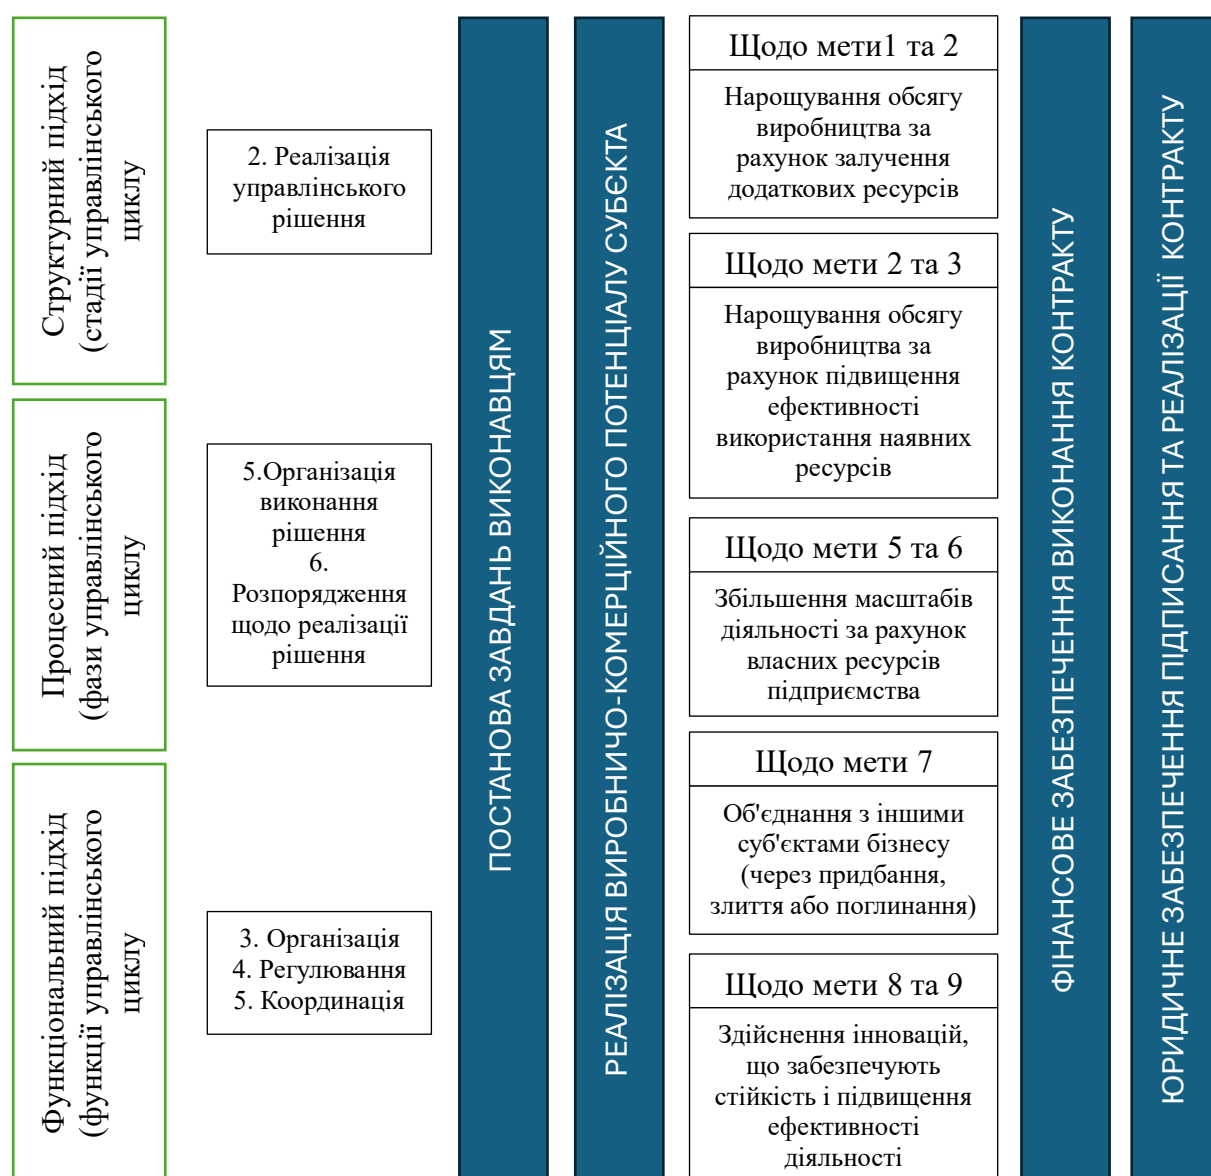 Структурний підхід
(стадії управлінського
циклу
2. Реалізація
управлінського
рішення
Процесний підхід
(фази управлінського
циклу
5.Організація
виконання
рішення
6.
Розпорядження
щодо реалізації
рішення
Функціональний підхід
(функції управлінського
циклу
3. Організація
4. Регулювання
5. Координація
ПОСТАНОВА ЗАВДАНЬ ВИКОНАВЦЯМ
РЕАЛІЗАЦІЯ ВИРОБНИЧО-КОМЕРЦІЙНОГО ПОТЕНЦІАЛУ СУБЄКТА
Щодо мети1 та 2
Нарощування обсягу
виробництва за
рахунок залучення
додаткових ресурсів
Щодо мети 2 та 3
Нарощування обсягу
виробництва за
рахунок підвищення
ефективності
використання наявних
ресурсів
Щодо мети 5 та 6
Збільшення масштабів
діяльності за рахунок
власних ресурсів
підприємства
Щодо мети 7
Об'єднання з іншими
суб'єктами бізнесу
(через придбання,
злиття або поглинання)
Щодо мети 8 та 9
Здійснення інновацій,
що забезпечують
стійкість і підвищення
ефективності
діяльності
ФІНАНСОВЕ ЗАБЕЗПЕЧЕННЯ ВИКОНАННЯ КОНТРАКТУ
ЮРИДИЧНЕ ЗАБЕЗПЕЧЕННЯ ПІДПИСАННЯ ТА РЕАЛІЗАЦІЇ КОНТРАКТУ